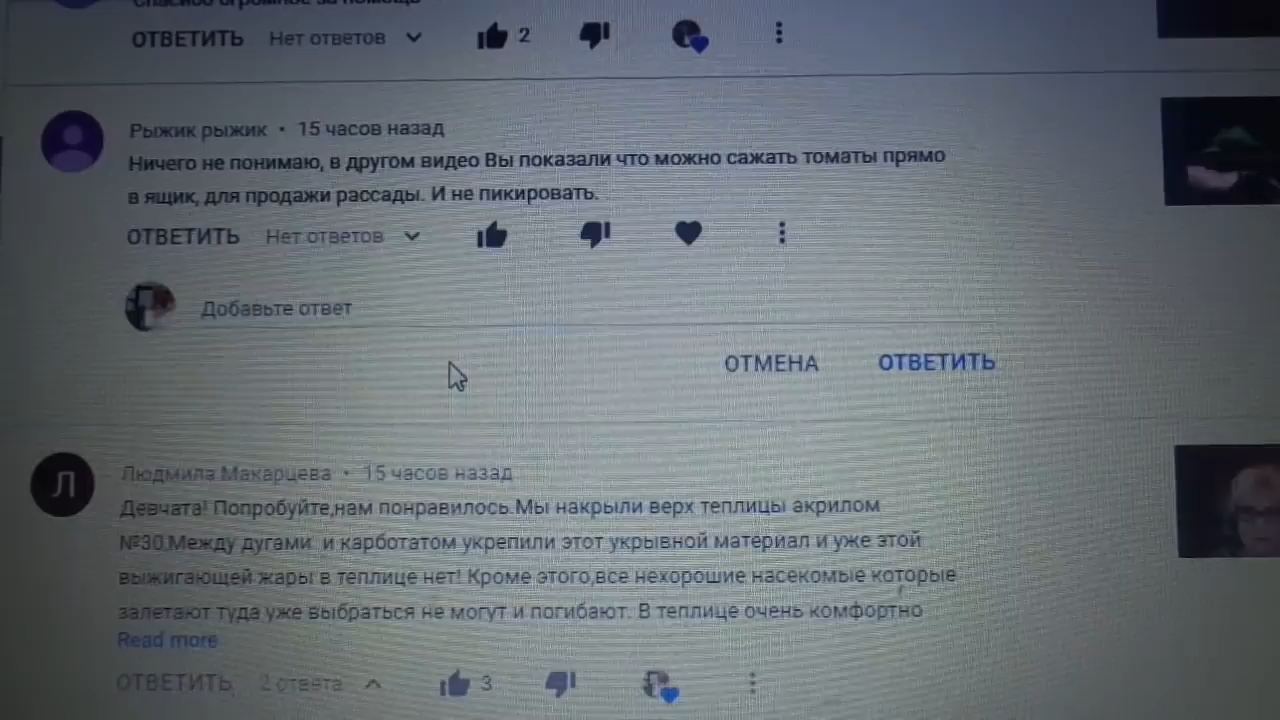 Спасибо огромное за помощь
ОТВЕТИТЬ Нет ответов 2
Рыжик рыжик • 15 часов назад
Ничего не понимаю, в другом видео Вы показали что можно сажать томаты прямо
в ящик, для продажи рассады. И не пикировать.
ОТВЕТИТЬ Нет ответов
Добавьте ответ
ОТМЕНА ОТВЕТИТЬ
Л
Людмила Макарцева • 15 часов назад
Девчата! Попробуйте,нам понравилось.Мы накрыли верх теплицы акрилом
№30.Между дугами и карботатом укрепили этот укрывной материал и уже этой
выжигающей жары в теплице нет! Кроме этого,все нехорошие насекомые которые
залетают туда уже выбраться не могут и погибают. В теплице очень комфортно
Read more
ОТВЕТИТЬ 2 ответа 3